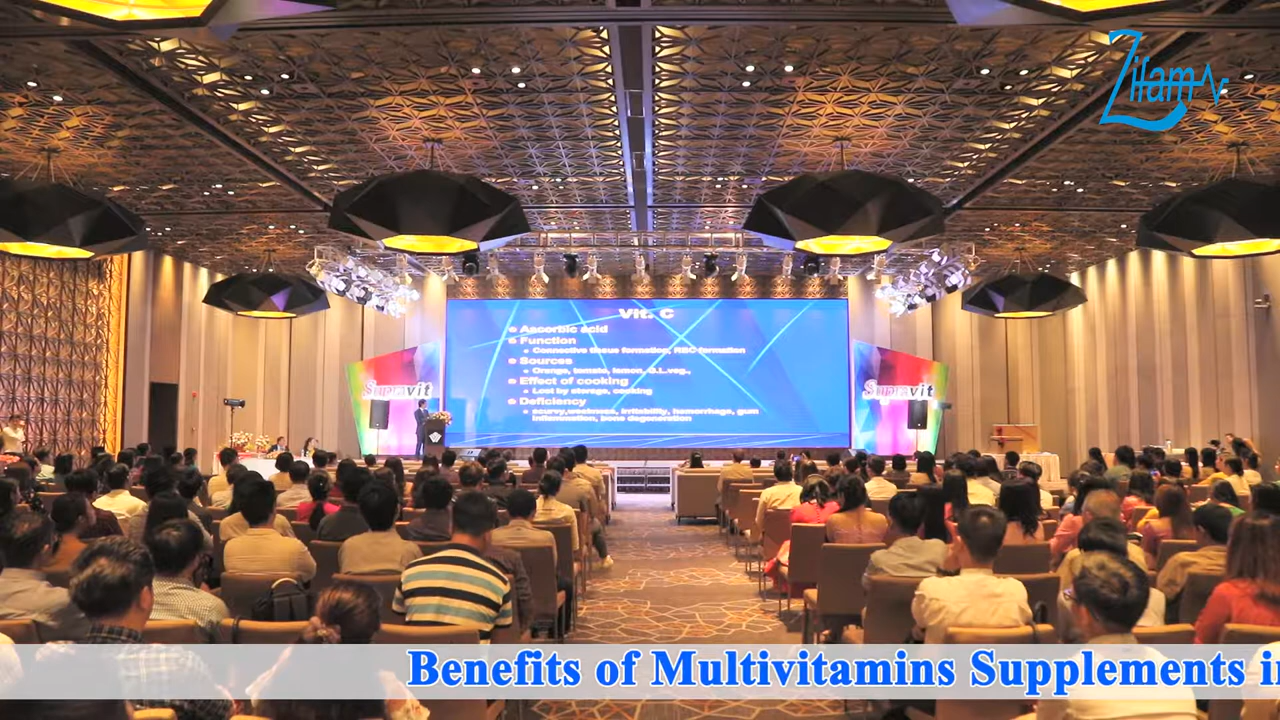 Zifam
Vit. C
Ascorbic acid
Function
Connective tissue formation, RBC formation
Sources
Orange, tomato, lemon, G.L.veg.,
Effect of cooking
Lost by storage, cooking
Deficiency
scurvy,weakness, irritability, hemorrhage, gum
inflammation, bone degeneration
Supravit
Supravit
Benefits of Multivitamins Supplements in